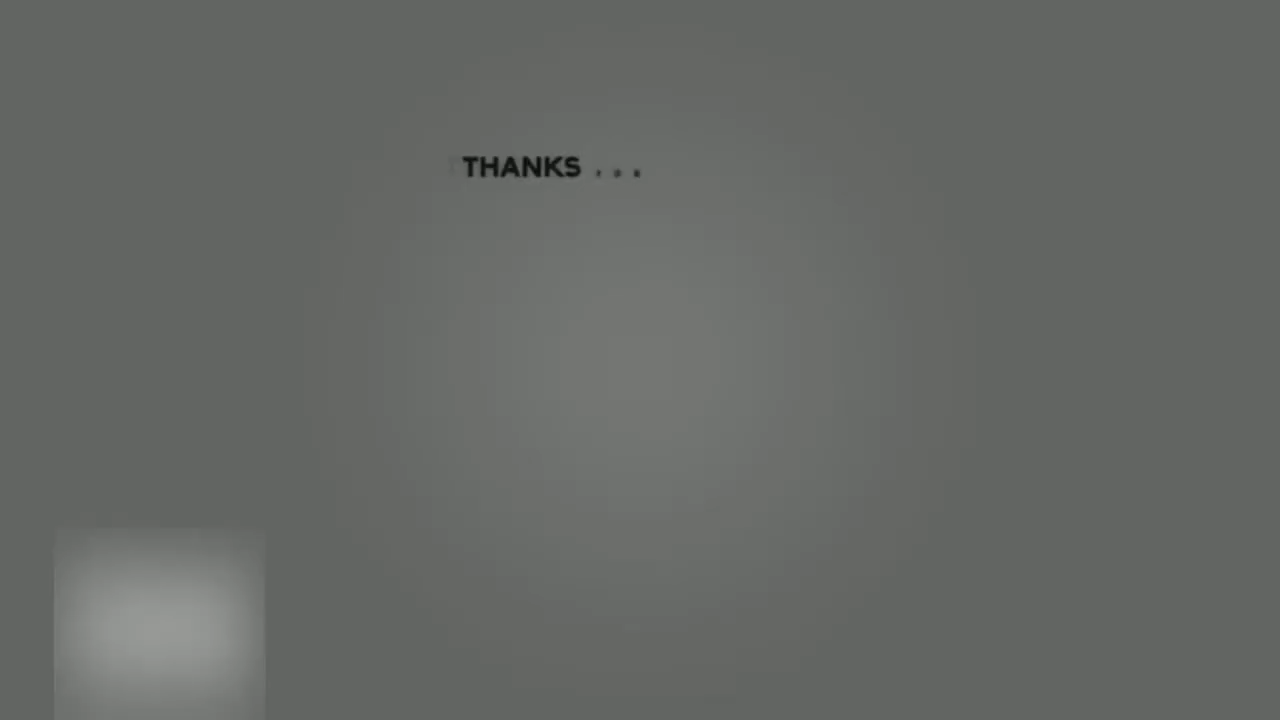 THANKS . . .